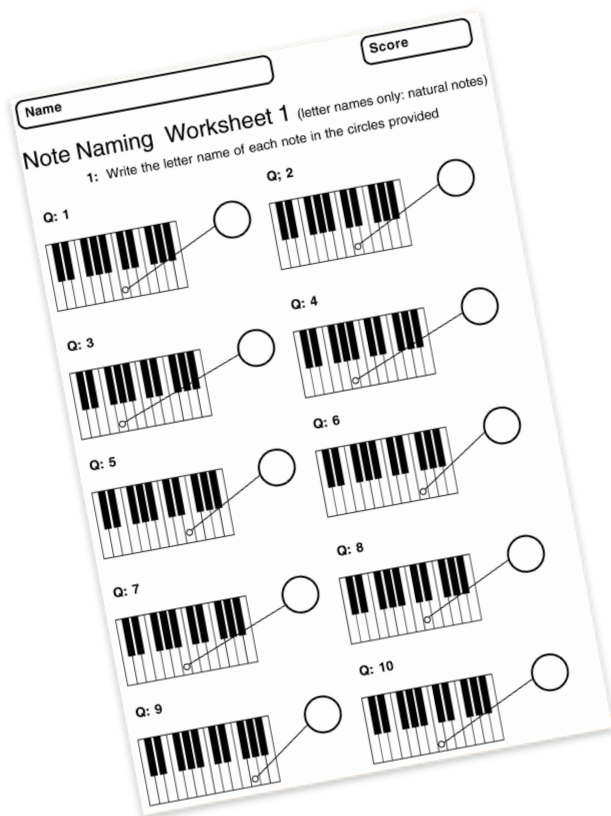 Name
Score
Note Naming Worksheet 1 (letter names only: natural notes)
1: Write the letter name of each note in the circles provided
Q: 1
Q; 2
Q: 3
Q: 4
Q: 5
Q: 6
Q: 7
Q: 8
Q: 9
Q: 10